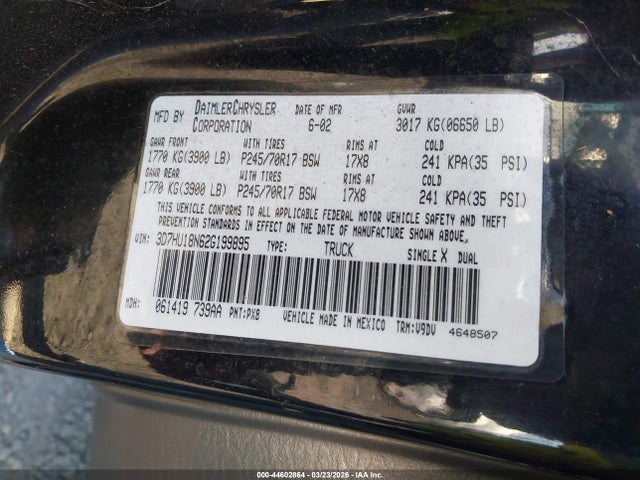 MFD BY DAIMLERCHRYSLER CORPORATION DATE OF MFR 6-02 GVWR 3017 KG(06650 LB)
GAWR FRONT WITH TIRES RIMS AT COLD
1770 KG(3900 LB) P245/70R17 BSW 17X8 241 KPA(35 PSI)
GAWR REAR WITH TIRES RIMS AT COLD
1770 KG(3900 LB) P245/70R17 BSW 17X8 241 KPA(35 PSI)
THIS VEHICLE CONFORMS TO ALL APPLICABLE FEDERAL MOTOR VEHICLE SAFETY AND THEFT
PREVENTION STANDARDS IN EFFECT ON THE DATE OF MANUFACTURE SHOWN ABOVE.
VIN: 3D7HU18N62G199895 TYPE: TRUCK SINGLE X DUAL
MDH: 061419 739AA PNT:PX8 VEHICLE MADE IN MEXICO TRM:V9DV 4648507
000-44602664 | 03/23/2026 - IAA, Inc.